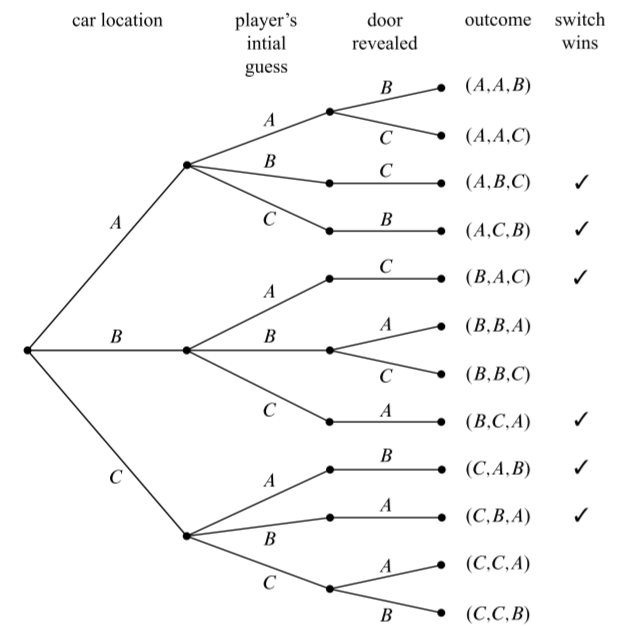 car location player's door outcome switch
intial revealed wins
guess
B (A,A,B)
A
C (A,A,C)
B C (A,B,C) ✓
C B (A,C,B) ✓
A
C (B,A,C) ✓
A
B B A (B,B,A)
C (B,B,C)
C A (B,C,A) ✓
B (C,A,B) ✓
C A
A (C,B,A) ✓
B
A (C,C,A)
C
B (C,C,B)